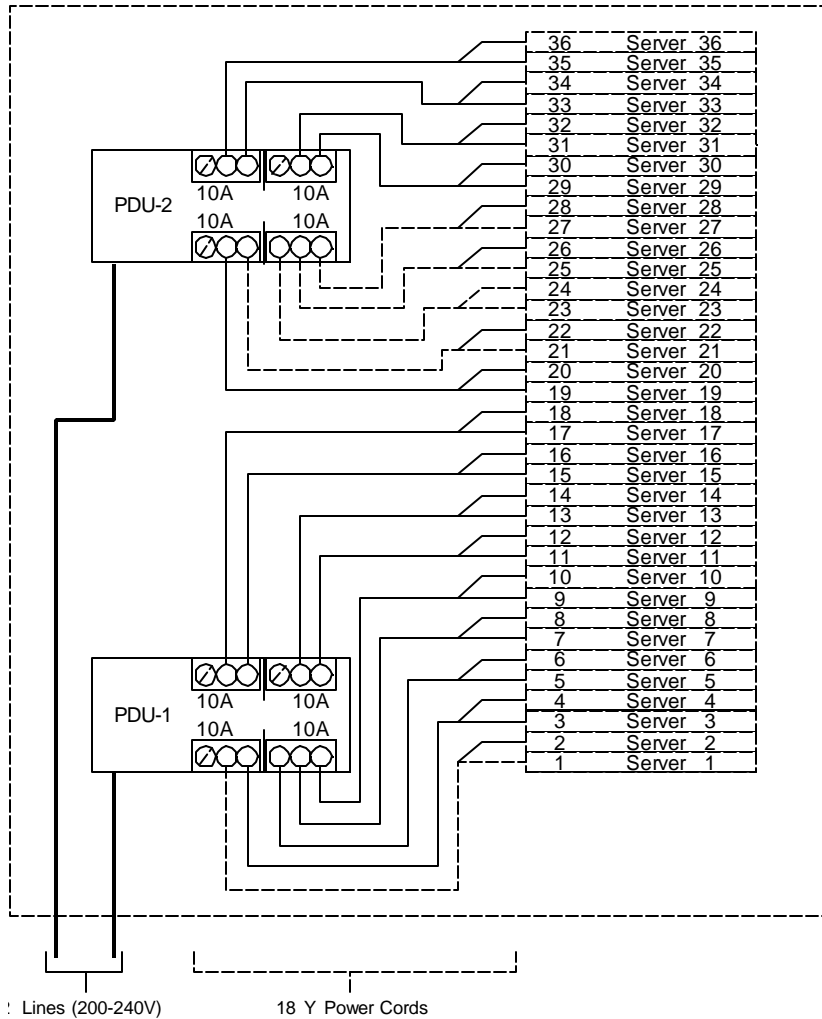 36 Server 36
35 Server 35
34 Server 34
33 Server 33
32 Server 32
31 Server 31
30 Server 30
29 Server 29
28 Server 28
27 Server 27
26 Server 26
25 Server 25
24 Server 24
23 Server 23
22 Server 22
21 Server 21
20 Server 20
19 Server 19
18 Server 18
17 Server 17
16 Server 16
15 Server 15
14 Server 14
13 Server 13
12 Server 12
11 Server 11
10 Server 10
9 Server 9
8 Server 8
7 Server 7
6 Server 6
5 Server 5
4 Server 4
3 Server 3
2 Server 2
1 Server 1
10A 10A
PDU-2
10A 10A
10A 10A
PDU-1
10A 10A
Lines (200-240V)
18 Y Power Cords